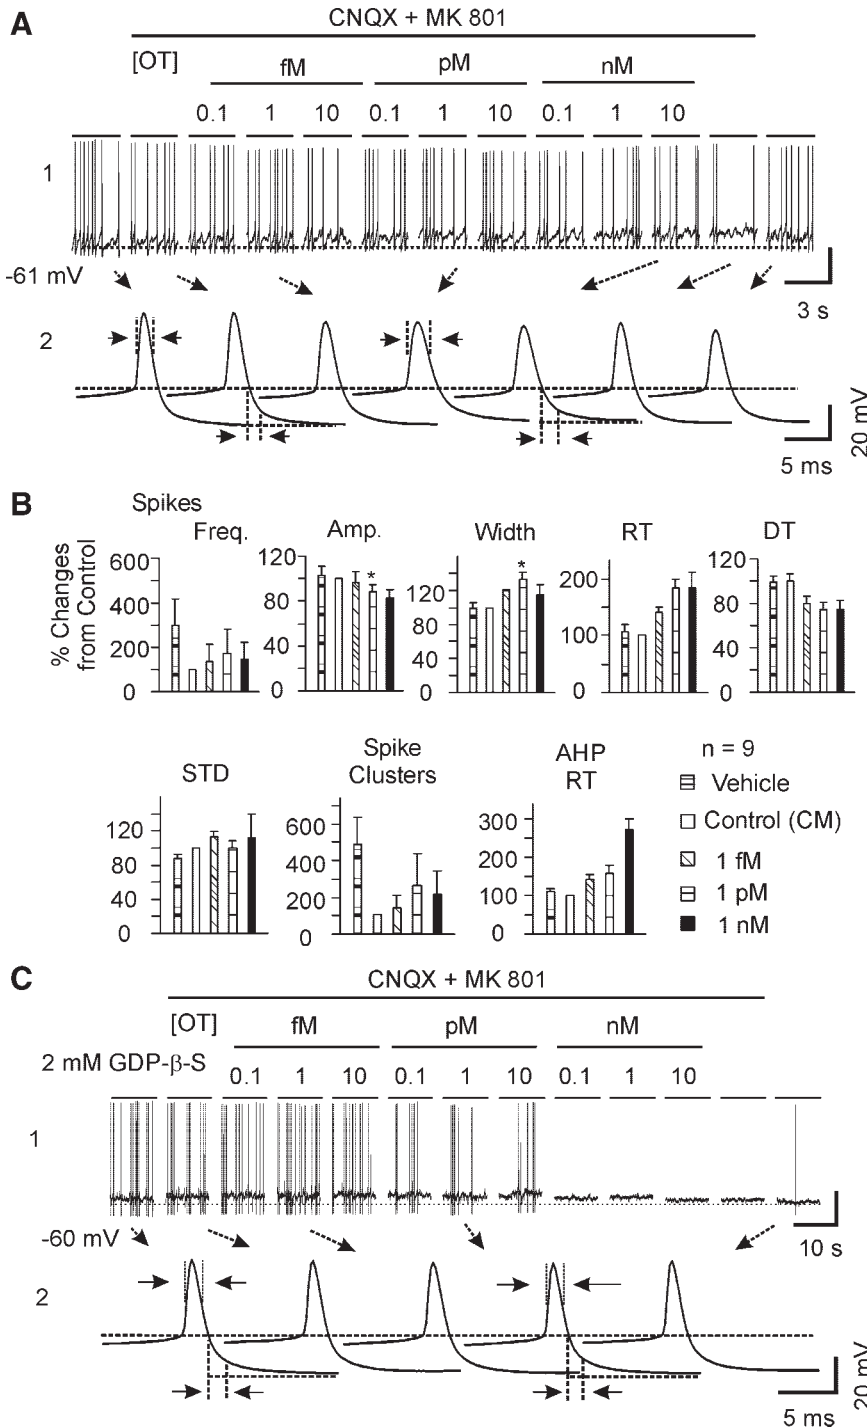 A
CNQX + MK 801
[OT]
fM
pM
nM
0.1 1 10 0.1 1 10 0.1 1 10
1
-61 mV
3 s
2
20 mV
5 ms
B
Spikes
Freq.
Amp.
Width
RT
DT
% Changes
from Control
600
400
200
0
120
80
40
0
*
120
80
40
0
*
200
100
0
120
80
40
0
STD
Spike
Clusters
AHP
RT
120
80
40
0
600
400
200
0
300
200
100
0
n = 9
Vehicle
Control (CM)
1 fM
1 pM
1 nM
C
CNQX + MK 801
[OT]
fM
pM
nM
2 mM GDP-β-S
0.1 1 10 0.1 1 10 0.1 1 10
1
-60 mV
10 s
2
20 mV
5 ms